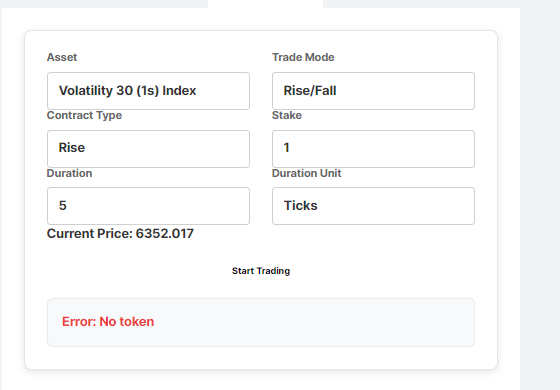 Asset Trade Mode
Volatility 30 (1s) Index Rise/Fall
Contract Type Stake
Rise 1
Duration Duration Unit
5 Ticks
Current Price: 6352.017
Start Trading
Error: No token